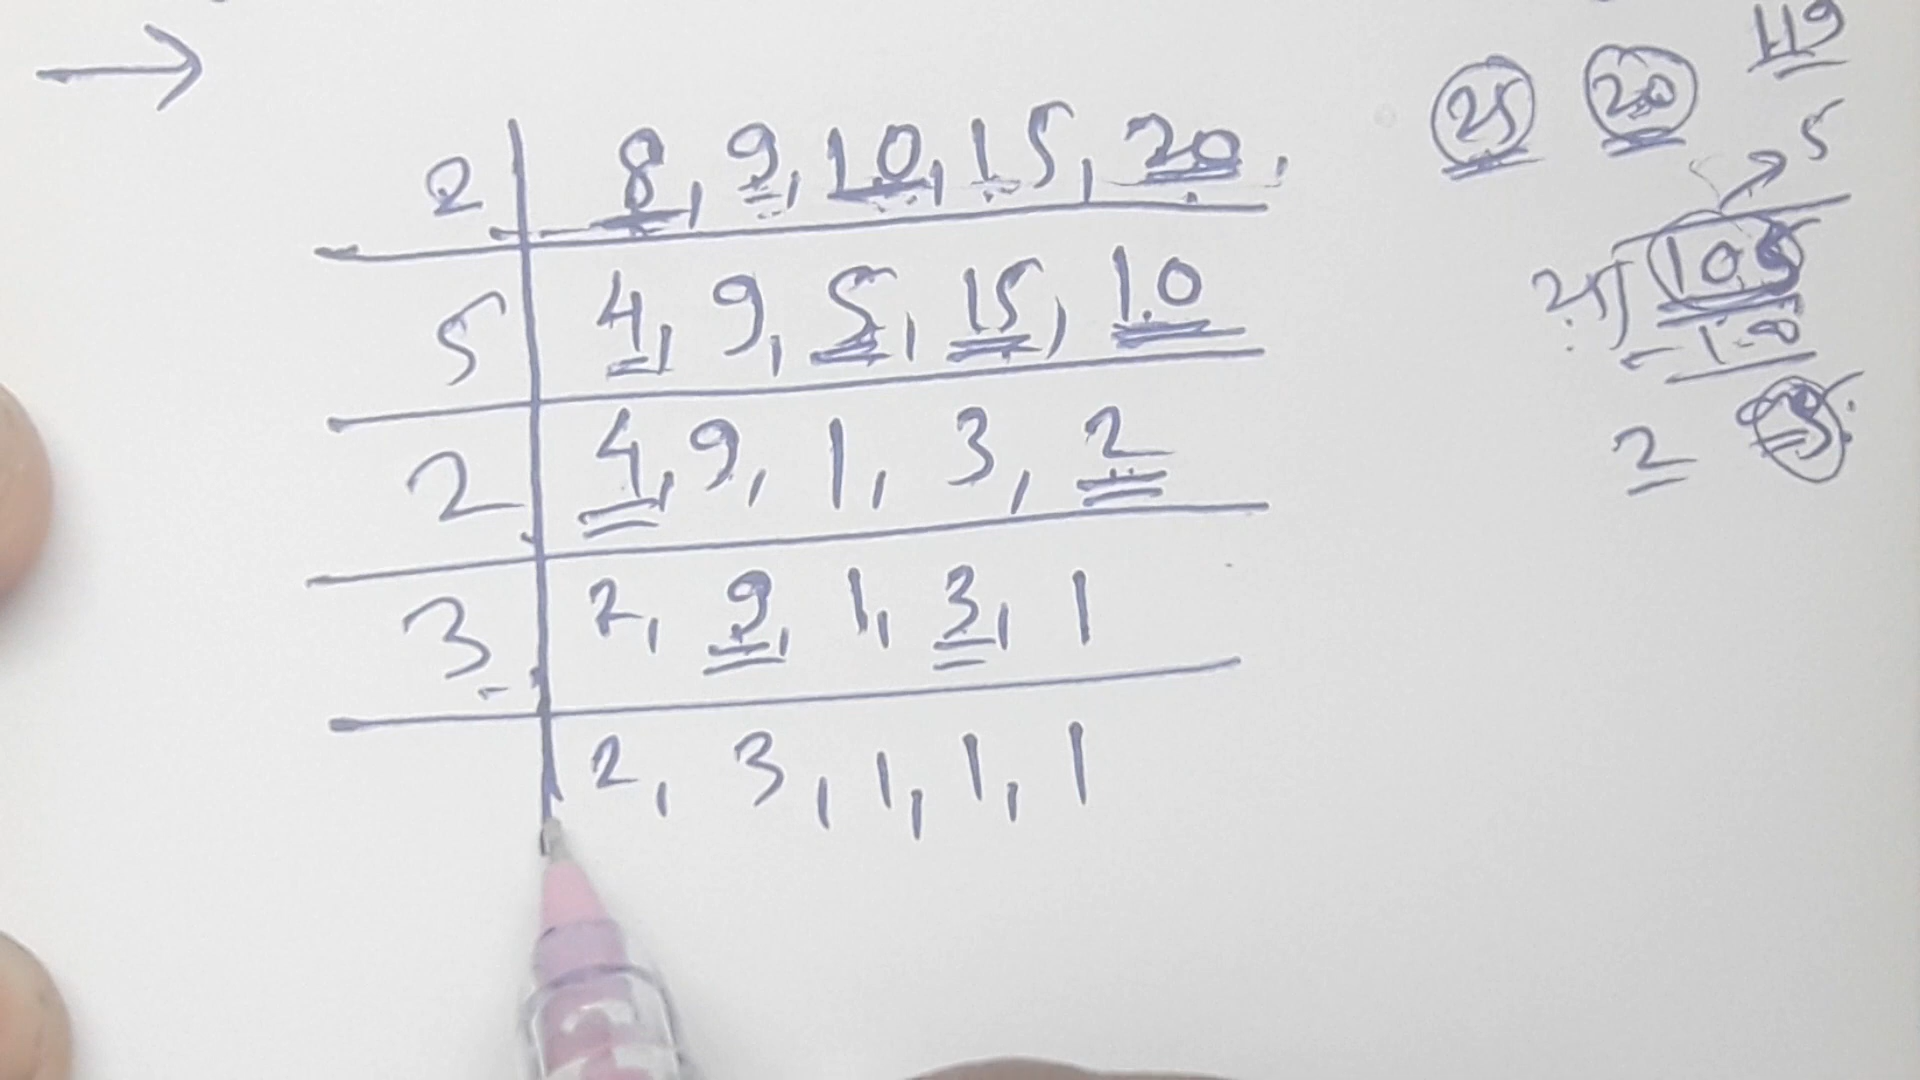 →
2 | 8, 9, 10, 15, 20,
5 | 4, 9, 5, 15, 10
2 | 4, 9, 1, 3, 2
3 | 2, 9, 1, 3, 1
2, 3, 1, 1, 1
119
25 20
5
105
2